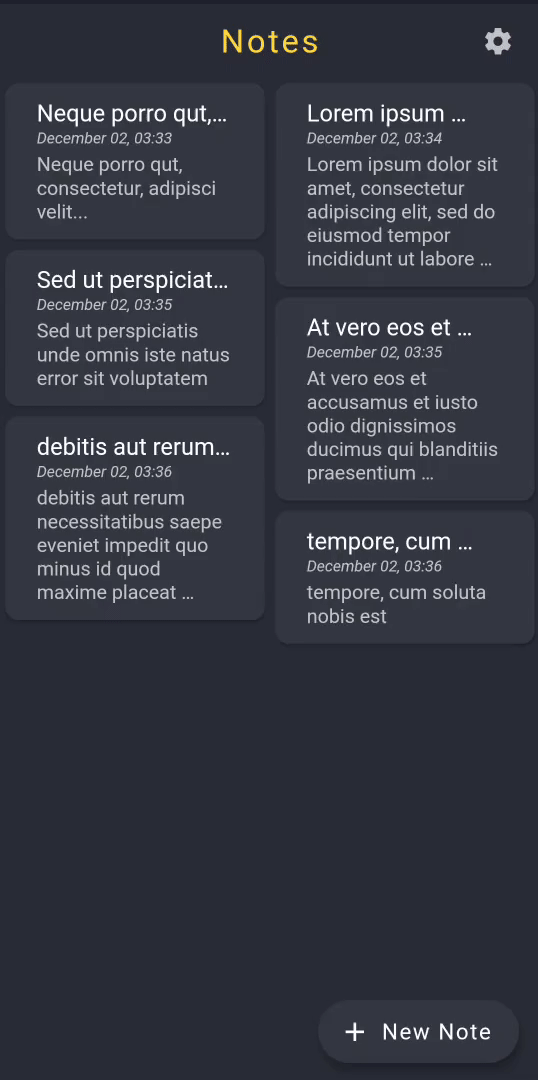 Notes
Neque porro qut,...
December 02, 03:33
Neque porro qut,
consectetur, adipisci
velit...
Sed ut perspiciat...
December 02, 03:35
Sed ut perspiciatis
unde omnis iste natus
error sit voluptatem
debitis aut rerum...
December 02, 03:36
debitis aut rerum
necessitatibus saepe
eveniet impedit quo
minus id quod
maxime placeat ...
Lorem ipsum ...
December 02, 03:34
Lorem ipsum dolor sit
amet, consectetur
adipiscing elit, sed do
eiusmod tempor
incididunt ut labore ...
At vero eos et ...
December 02, 03:35
At vero eos et
accusamus et iusto
odio dignissimos
ducimus qui blanditiis
praesentium ...
tempore, cum ...
December 02, 03:36
tempore, cum soluta
nobis est
+ New Note